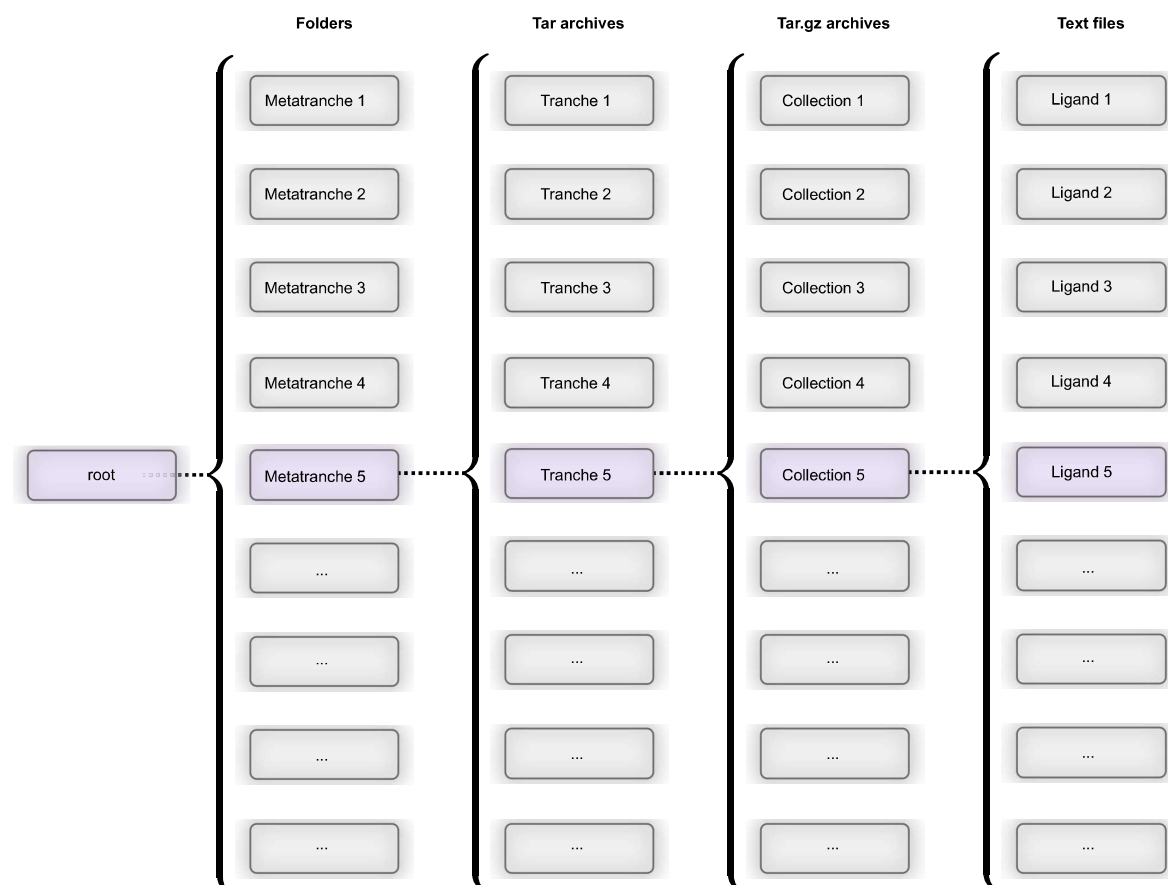 Folders Tar archives Tar.gz archives Text files
Metatranche 1 Tranche 1 Collection 1 Ligand 1
Metatranche 2 Tranche 2 Collection 2 Ligand 2
Metatranche 3 Tranche 3 Collection 3 Ligand 3
Metatranche 4 Tranche 4 Collection 4 Ligand 4
root Metatranche 5 Tranche 5 Collection 5 Ligand 5
... ... ... ...
... ... ... ...
... ... ... ...
... ... ... ...